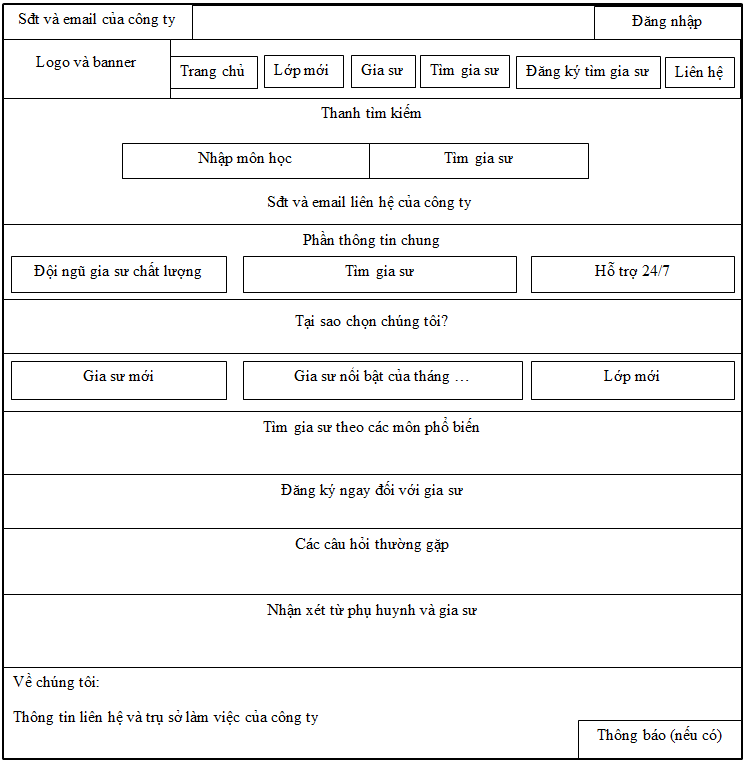 Sđt và email của công ty
Đăng nhập
Logo và banner
Trang chủ
Lớp mới
Gia sư
Tìm gia sư
Đăng ký tìm gia sư
Liên hệ
Thanh tìm kiếm
Nhập môn học
Tìm gia sư
Sđt và email liên hệ của công ty
Phần thông tin chung
Đội ngũ gia sư chất lượng
Tìm gia sư
Hỗ trợ 24/7
Tại sao chọn chúng tôi?
Gia sư mới
Gia sư nổi bật của tháng …
Lớp mới
Tìm gia sư theo các môn phổ biến
Đăng ký ngay đối với gia sư
Các câu hỏi thường gặp
Nhận xét từ phụ huynh và gia sư
Về chúng tôi:
Thông tin liên hệ và trụ sở làm việc của công ty
Thông báo (nếu có)